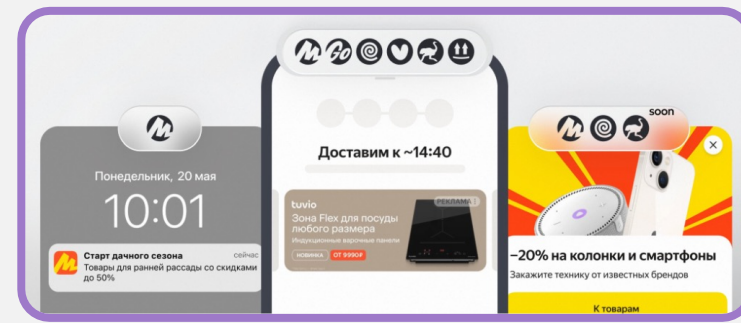 Go
soon
Понедельник, 20 мая
10:01
Старт дачного сезона
сейчас
Товары для ранней рассады со скидками
до 50%
Доставим к ~14:40
tuvio
РЕКЛАМА
Зона Flex для посуды
любого размера
Индукционные варочные панели
НОВИНКА
ОТ 9990₽
−20% на колонки и смартфоны
Закажите технику от известных брендов
К товарам